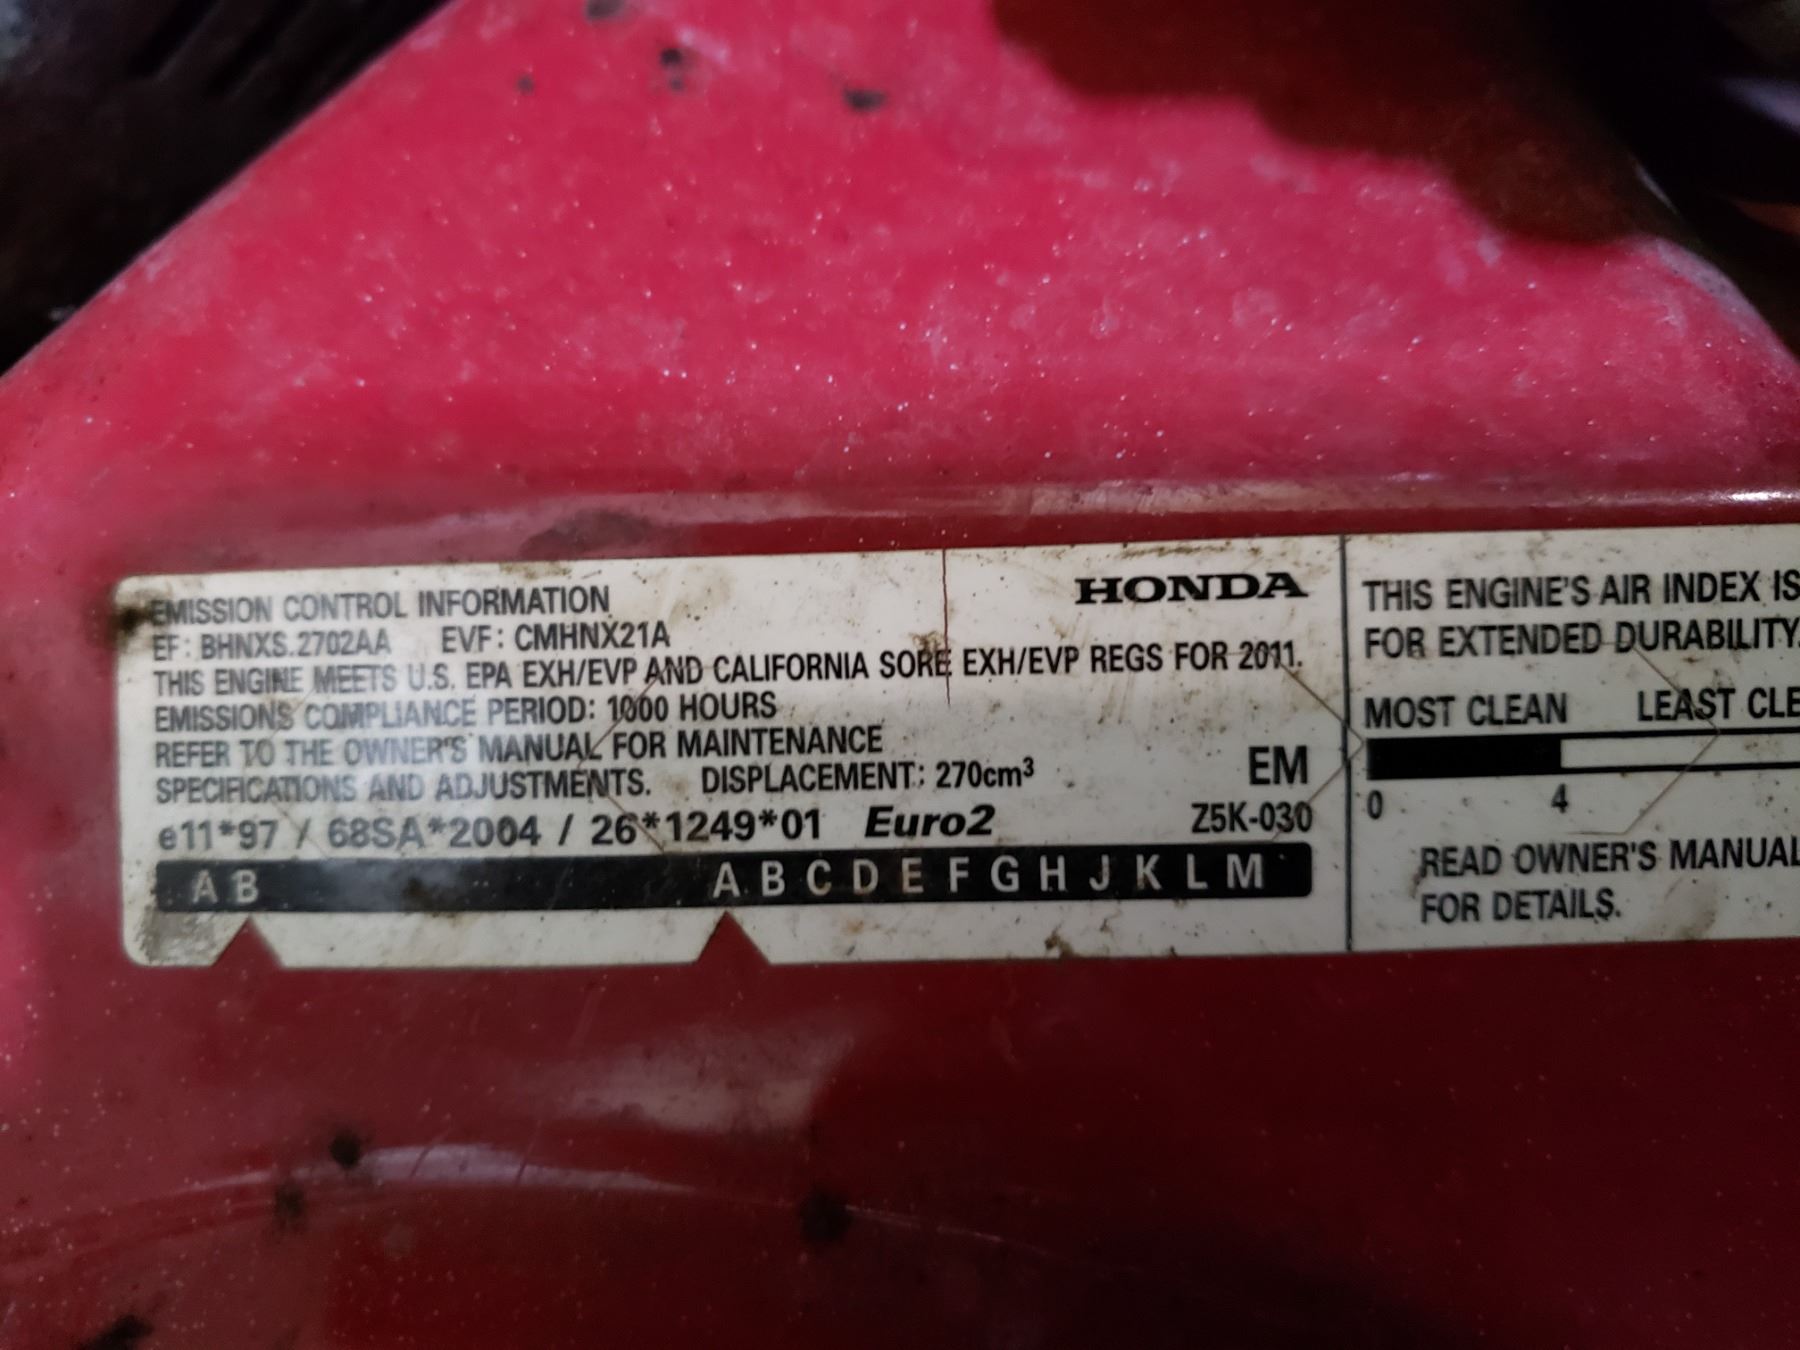 EMISSION CONTROL INFORMATION
HONDA
EF: BHNXS.2702AA EVF: CMHNX21A
THIS ENGINE MEETS U.S. EPA EXH/EVP AND CALIFORNIA SORE EXH/EVP REGS FOR 2011.
EMISSIONS COMPLIANCE PERIOD: 1000 HOURS
REFER TO THE OWNER'S MANUAL FOR MAINTENANCE
SPECIFICATIONS AND ADJUSTMENTS. DISPLACEMENT: 270cm³
EM
e11*97 / 68SA*2004 / 26*1249*01 Euro2
Z5K-030
A B A B C D E F G H J K L M
THIS ENGINE'S AIR INDEX IS
FOR EXTENDED DURABILITY.
MOST CLEAN LEAST CLE
0 4
READ OWNER'S MANUAL
FOR DETAILS.